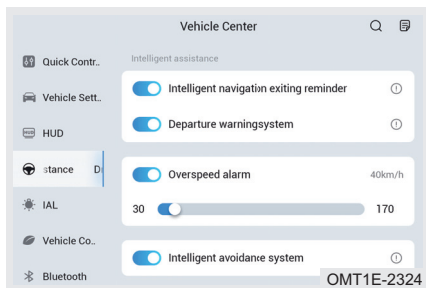 Vehicle Center
Quick Contr..
Intelligent assistance
Vehicle Sett..
Intelligent navigation exiting reminder
Departure warningsystem
HUD
stance D
Overspeed alarm 40km/h
IAL
30 170
Vehicle Co..
Intelligent avoidance system
Bluetooth
OMT1E-2324